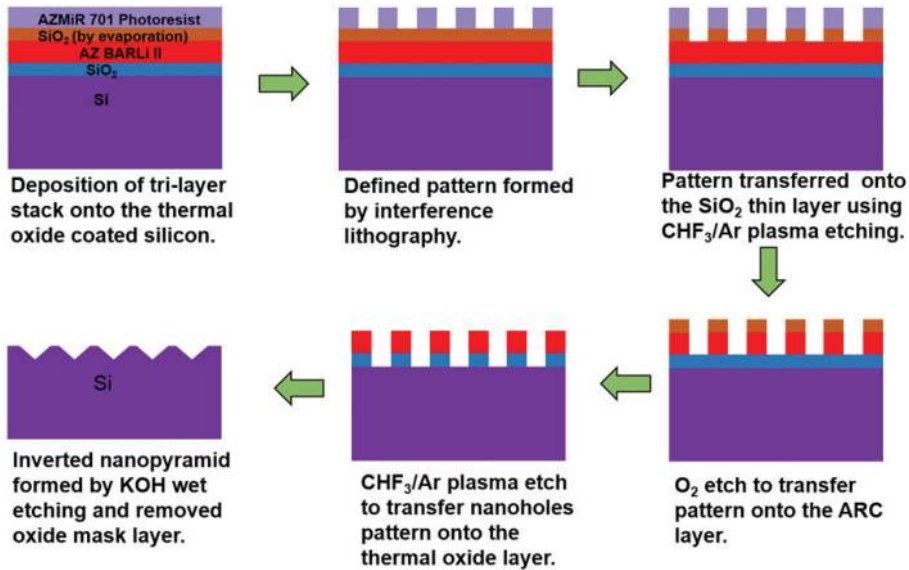 AZMiR 701 Photoresist
SiO₂ (by evaporation)
AZ BARLi II
SiO₂
Si
Deposition of tri-layer
stack onto the thermal
oxide coated silicon.
Defined pattern formed
by interference
lithography.
Pattern transferred onto
the SiO₂ thin layer using
CHF₃/Ar plasma etching.
O₂ etch to transfer
pattern onto the ARC
layer.
CHF₃/Ar plasma etch
to transfer nanoholes
pattern onto the
thermal oxide layer.
Si
Inverted nanopyramid
formed by KOH wet
etching and removed
oxide mask layer.